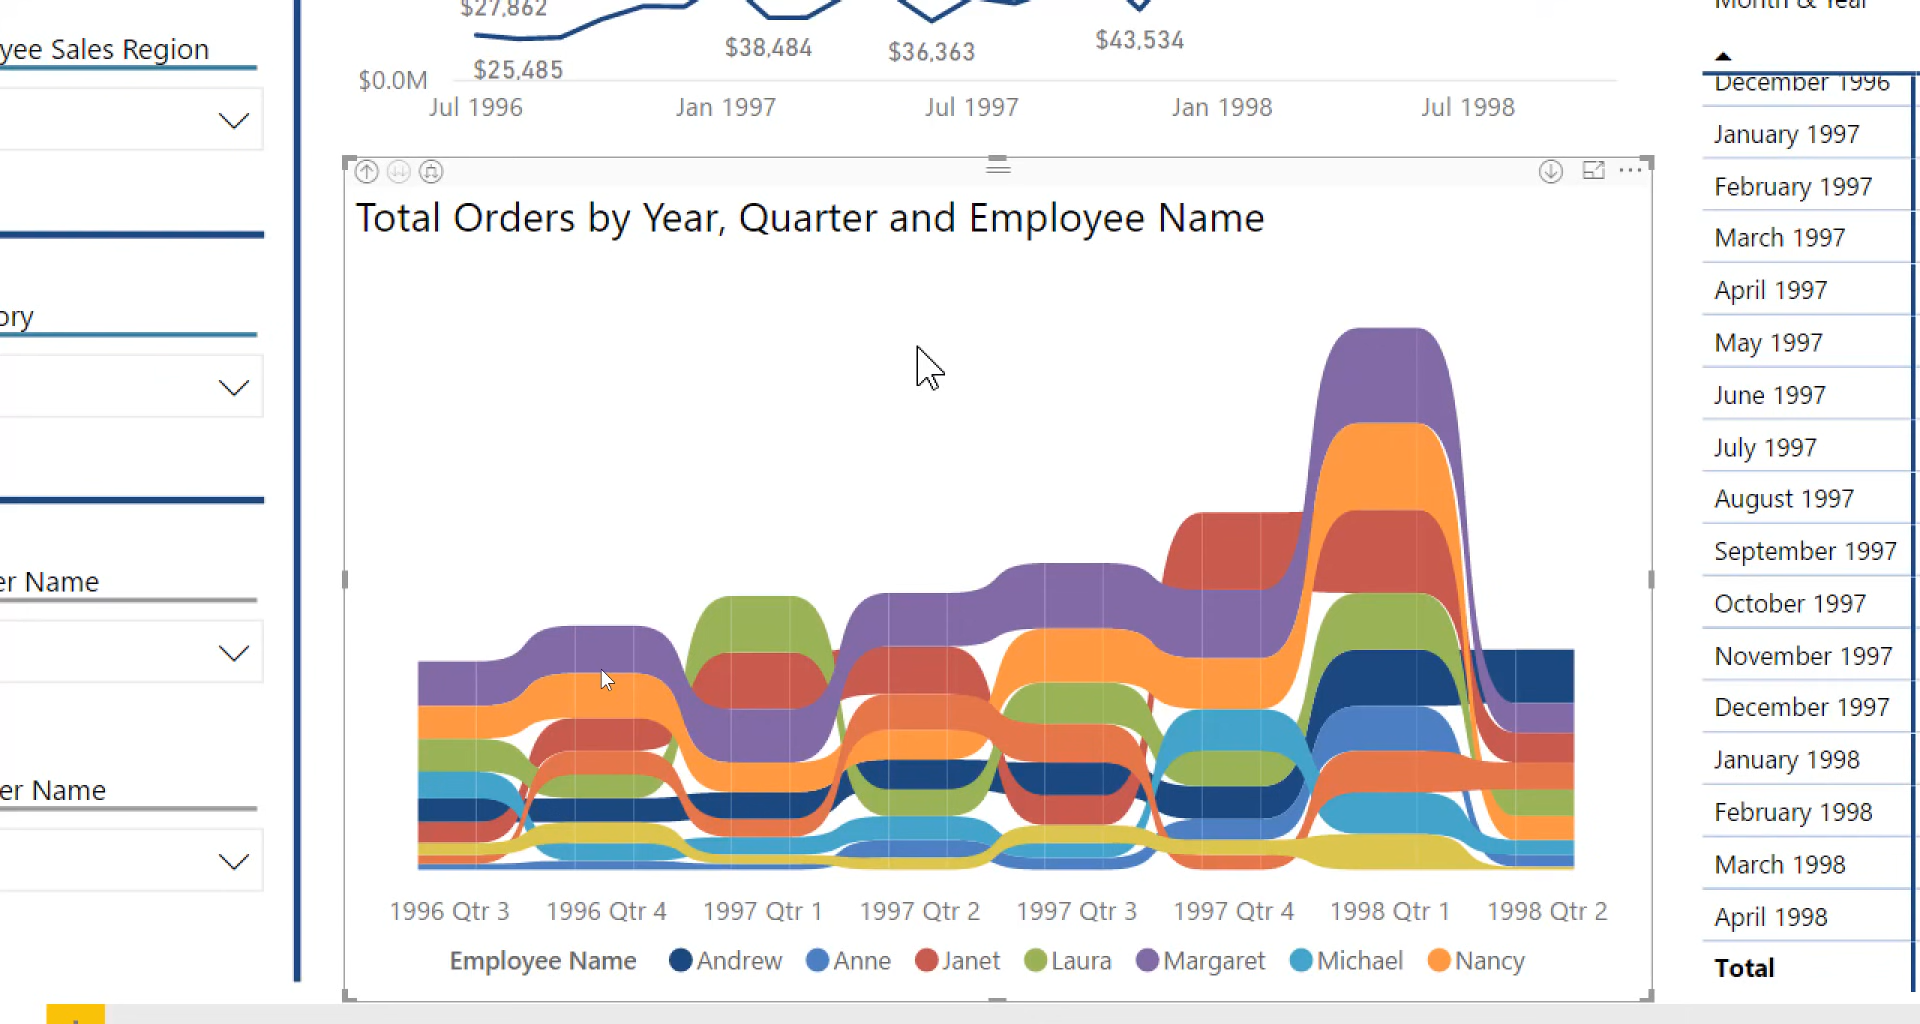 yee Sales Region
ory
er Name
er Name
$27,862
$25,485
$38,484
$36,363
$43,534
$0.0M
Jul 1996 Jan 1997 Jul 1997 Jan 1998 Jul 1998
Total Orders by Year, Quarter and Employee Name
1996 Qtr 3 1996 Qtr 4 1997 Qtr 1 1997 Qtr 2 1997 Qtr 3 1997 Qtr 4 1998 Qtr 1 1998 Qtr 2
Employee Name Andrew Anne Janet Laura Margaret Michael Nancy
Month & Year
December 1996
January 1997
February 1997
March 1997
April 1997
May 1997
June 1997
July 1997
August 1997
September 1997
October 1997
November 1997
December 1997
January 1998
February 1998
March 1998
April 1998
Total